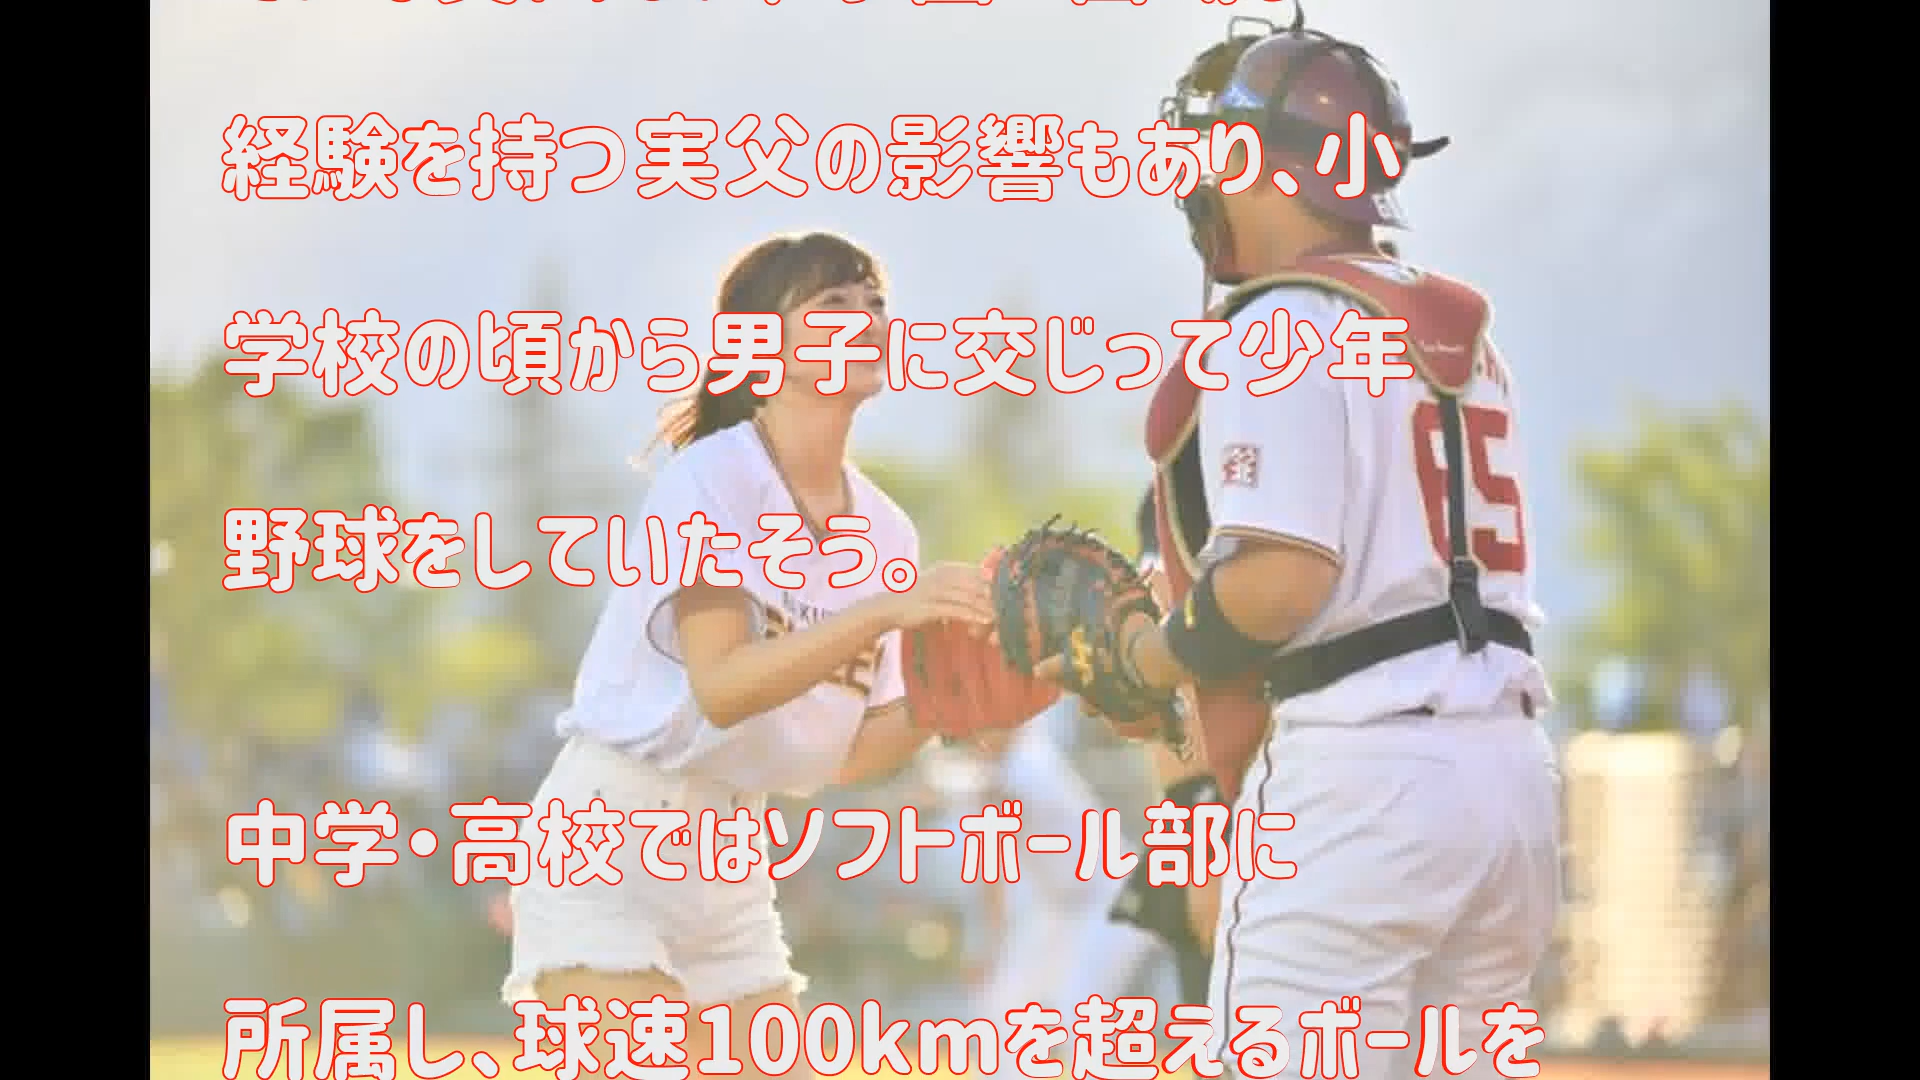 経験を持つ実父の影響もあり、小
学校の頃から男子に交じって少年
野球をしていたそう。
中学・高校ではソフトボール部に
所属し、球速100kmを超えるボールを
65